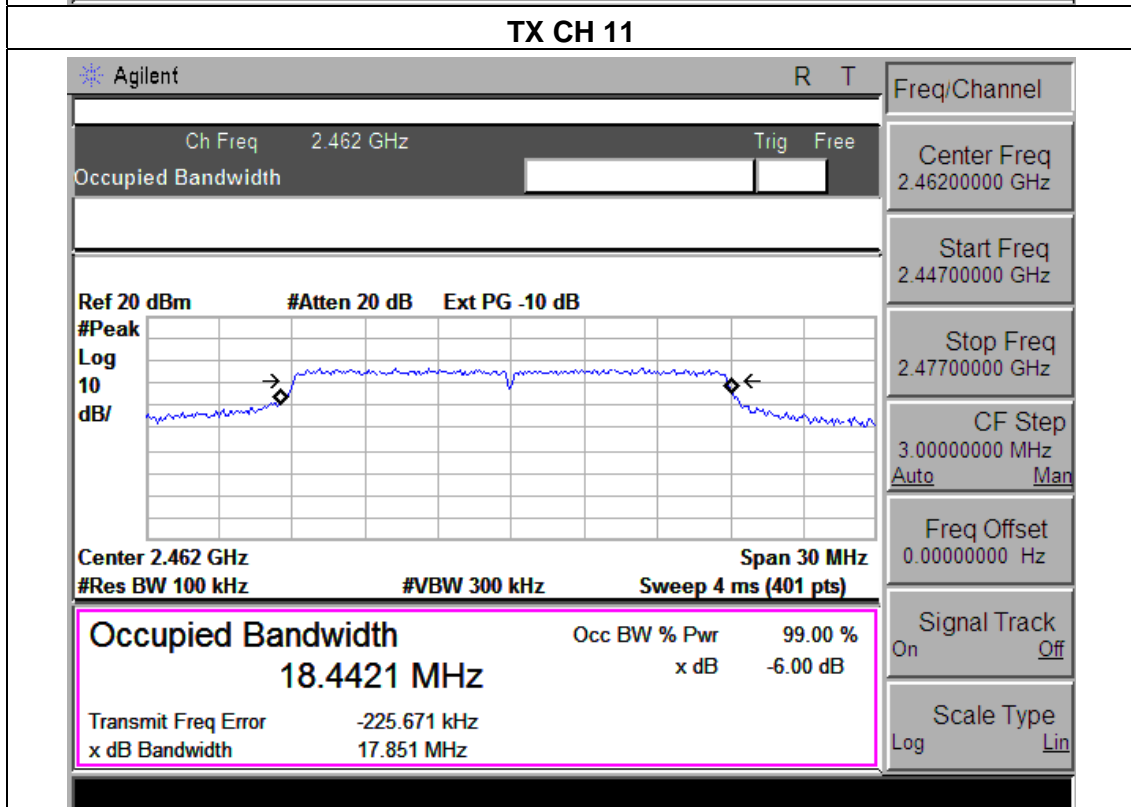 TX CH 11
Agilent R T
Ch Freq 2.462 GHz Trig Free
Occupied Bandwidth
Ref 20 dBm #Atten 20 dB Ext PG -10 dB
#Peak
Log
10
dB/
Center 2.462 GHz Span 30 MHz
#Res BW 100 kHz #VBW 300 kHz Sweep 4 ms (401 pts)
Occupied Bandwidth Occ BW % Pwr 99.00 %
18.4421 MHz x dB -6.00 dB
Transmit Freq Error -225.671 kHz
x dB Bandwidth 17.851 MHz
Freq/Channel
Center Freq
2.46200000 GHz
Start Freq
2.44700000 GHz
Stop Freq
2.47700000 GHz
CF Step
3.00000000 MHz
Auto Man
Freq Offset
0.00000000 Hz
Signal Track
On Off
Scale Type
Log Lin